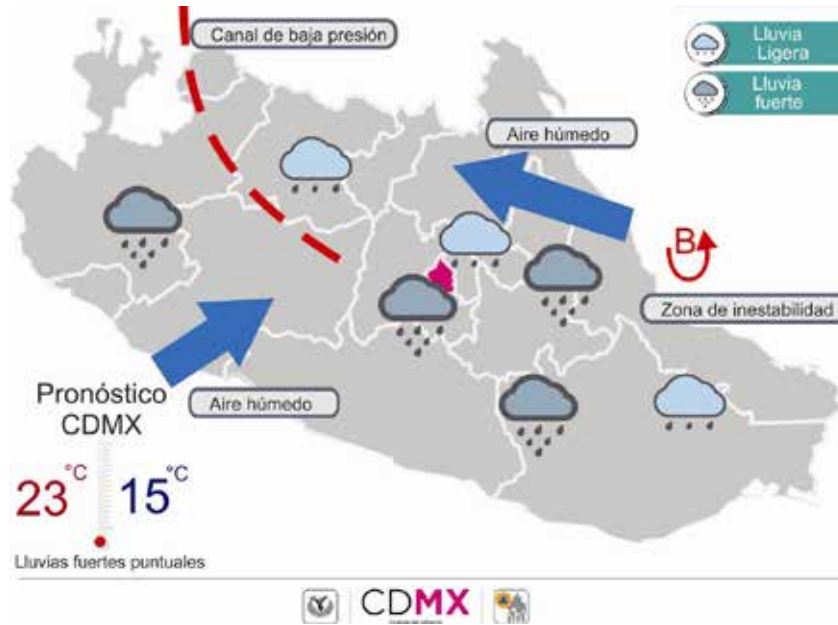 Canal de baja presión
Lluvia
Ligera
Lluvia
fuerte
Aire húmedo
B
Zona de inestabilidad
Aire húmedo
Pronóstico
CDMX
23°C 15°C
Lluvias fuertes puntuales
CDMX